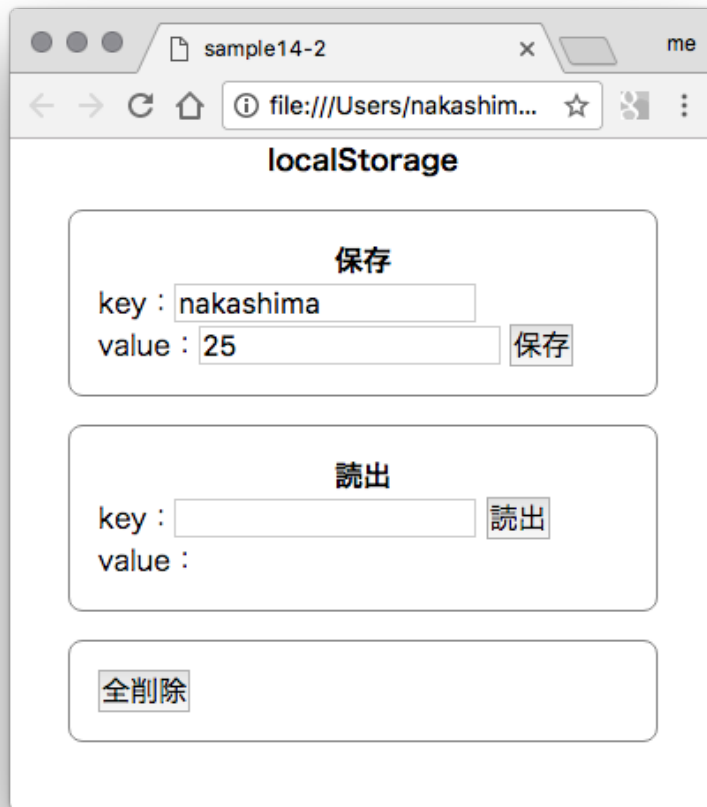 sample14-2
me
file:///Users/nakashim...
localStorage
保存
key：nakashima
value：25 保存
読出
key： 読出
value：
全削除